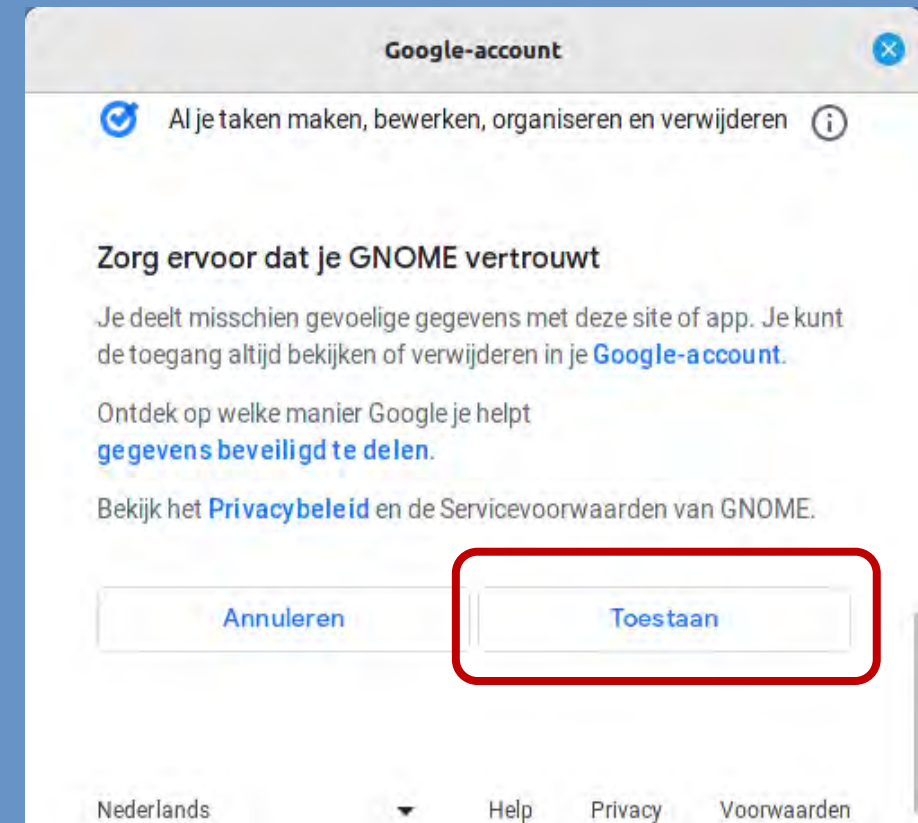 Google-account
Al je taken maken, bewerken, organiseren en verwijderen
Zorg ervoor dat je GNOME vertrouwt
Je deelt misschien gevoelige gegevens met deze site of app. Je kunt
de toegang altijd bekijken of verwijderen in je Google-account.
Ontdek op welke manier Google je helpt
gegevens beveiligd te delen.
Bekijk het Privacybeleid en de Servicevoorwaarden van GNOME.
Annuleren Toestaan
Nederlands Help Privacy Voorwaarden